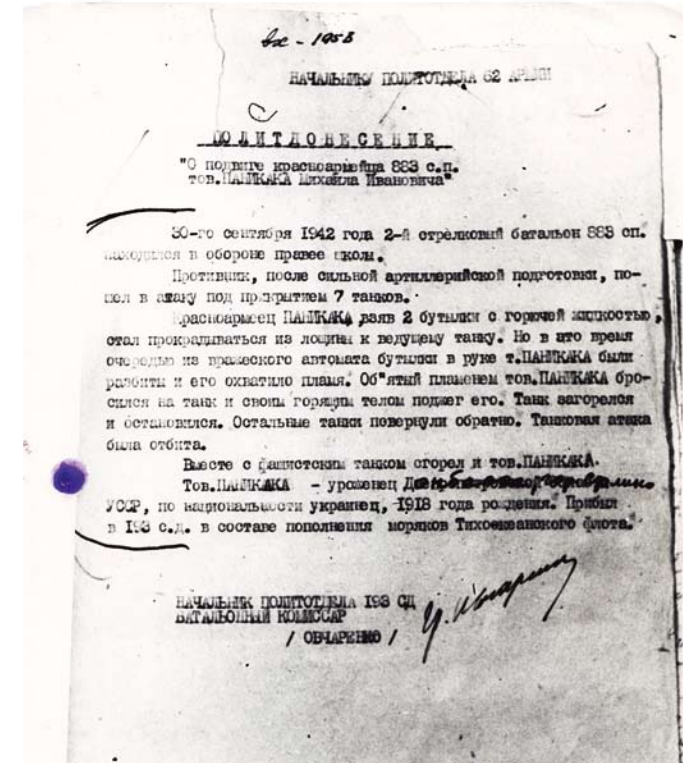 вх - 195В
НАЧАЛЬНИКУ ПОЛИТОТДЕЛА 62 АРМИИ
ПОЛИТДОНЕСЕНИЕ
"О подвиге красноармейца 883 с.п.
тов.ПАНИКАКА Михаила Ивановича"
30-го сентября 1942 года 2-й стрелковый батальон 883 сп.
находился в обороне правее школы.
Противник, после сильной артиллерийской подготовки, по-
шел в атаку под прикрытием 7 танков.
Красноармеец ПАНИКАКА взяв 2 бутылки с горючей жидкостью,
стал прокрадываться из лощины к ведущему танку. Но в это время
очередью из вражеского автомата бутылки в руке т.ПАНИКАКА были
разбиты и его охватило пламя. Об"ятый пламенем тов.ПАНИКАКА бро-
сился на танк и своим горящим телом поджег его. Танк загорелся
и остановился. Остальные танки повернули обратно. Танковая атака
была отбита.
Вместе с фашистским танком сгорел и тов.ПАНИКАКА.
Тов.ПАНИКАКА - уроженец
УССР, по национальности украинец, 1918 года рождения. Прибыл
в 193 с.д. в составе пополнения моряков Тихоокеанского флота.
НАЧАЛЬНИК ПОЛИТОТДЕЛА 193 СД
БАТАЛЬОННЫЙ КОМИССАР
/ ОВЧАРЕНКО /